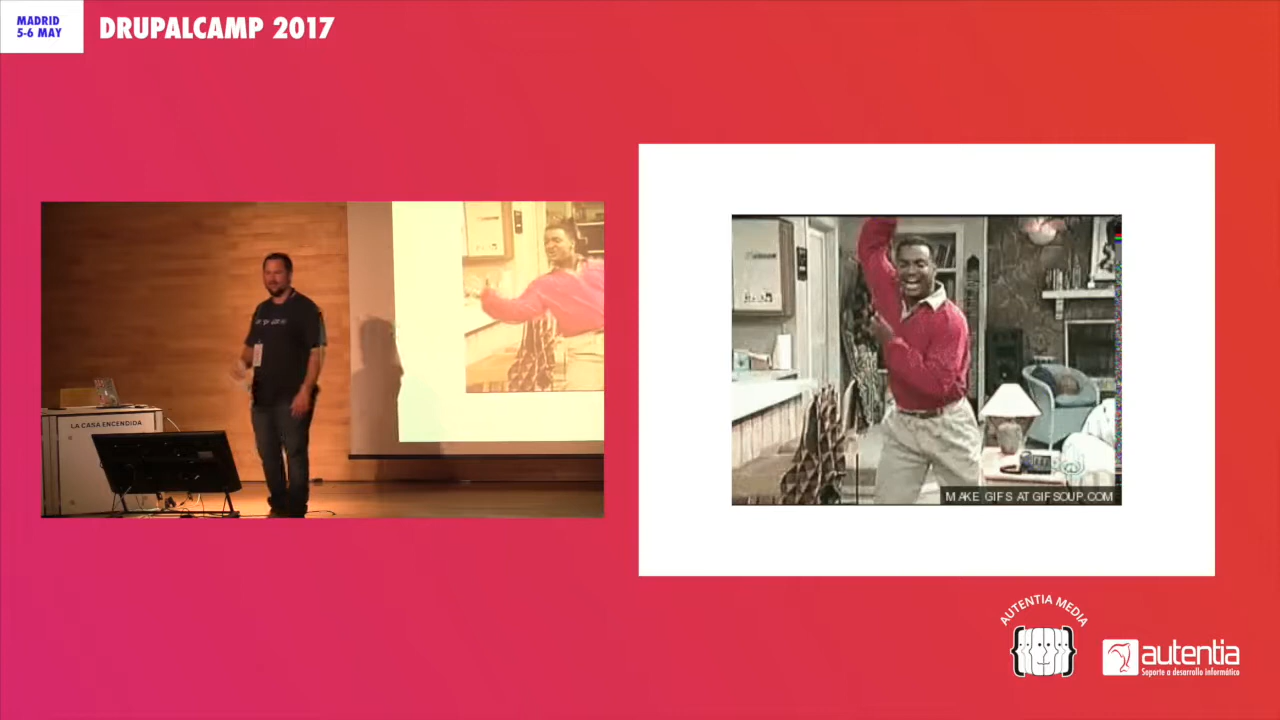 MADRID
5-6 MAY
DRUPALCAMP 2017
LA CASA ENCENDIDA
MAKE GIFS AT GIFSOUP.COM
AUTENTIA MEDIA
autentia
Soporte a desarrollo informático